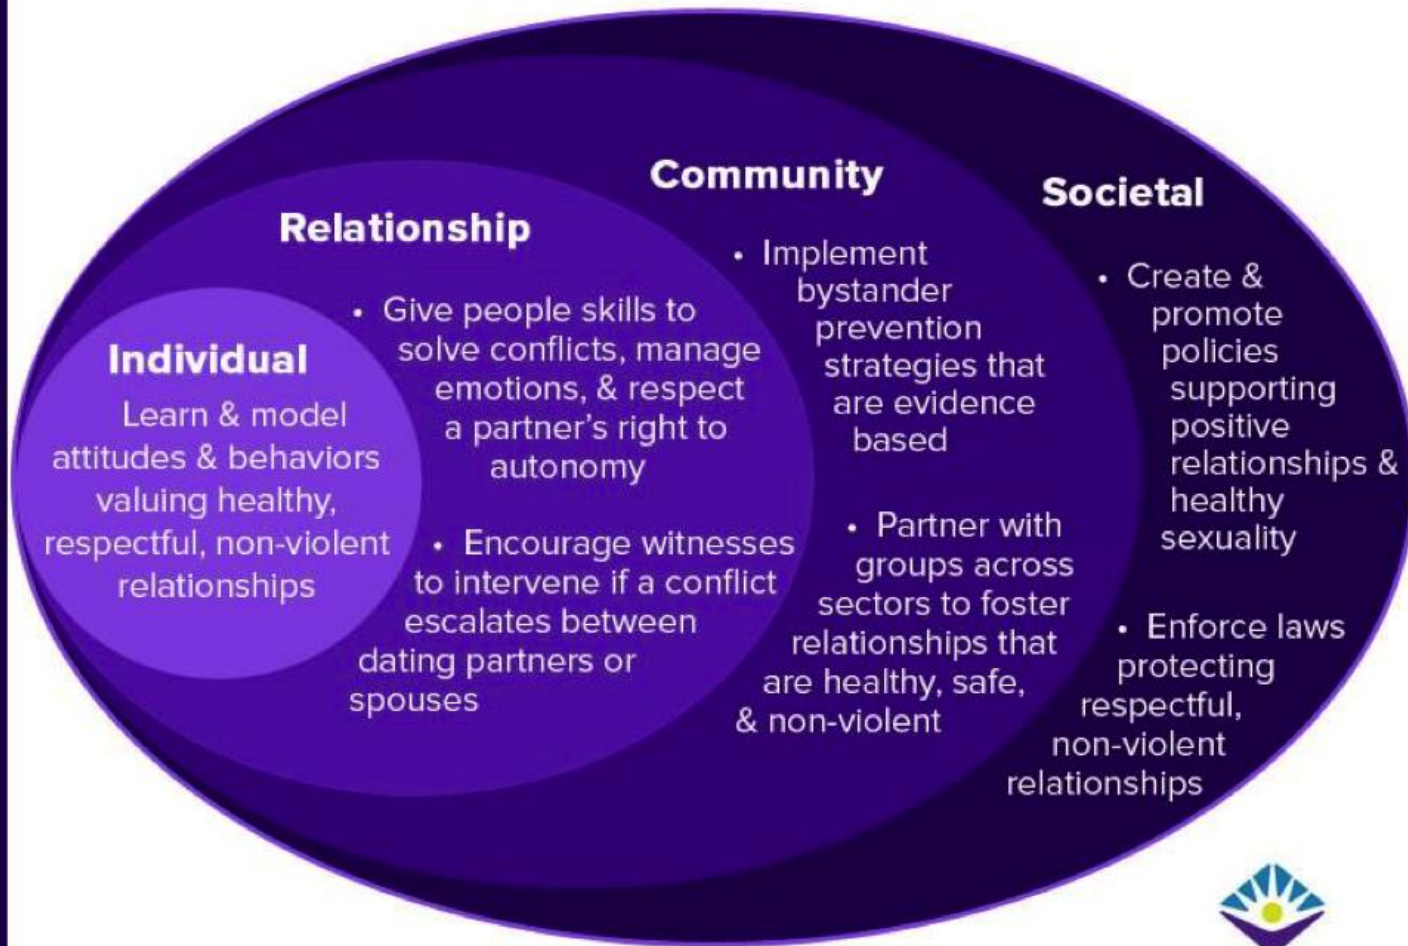 Individual
Learn & model
attitudes & behaviors
valuing healthy,
respectful, non-violent
relationships
Relationship
• Give people skills to
solve conflicts, manage
emotions, & respect
a partner's right to
autonomy
• Encourage witnesses
to intervene if a conflict
escalates between
dating partners or
spouses
Community
• Implement
bystander
prevention
strategies that
are evidence
based
• Partner with
groups across
sectors to foster
relationships that
are healthy, safe,
& non-violent
Societal
• Create &
promote
policies
supporting
positive
relationships &
healthy
sexuality
• Enforce laws
protecting
respectful,
non-violent
relationships